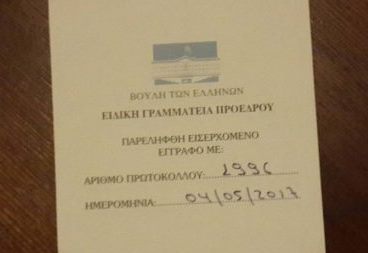 ΒΟΥΛΗ ΤΩΝ ΕΛΛΗΝΩΝ
ΕΙΔΙΚΗ ΓΡΑΜΜΑΤΕΙΑ ΠΡΟΕΔΡΟΥ
ΠΑΡΕΛΗΦΘΗ ΕΙΣΕΡΧΟΜΕΝΟ
ΕΓΓΡΑΦΟ ΜΕ:
ΑΡΙΘΜΟ ΠΡΩΤΟΚΟΛΛΟΥ: 2996
ΗΜΕΡΟΜΗΝΙΑ: 04/05/2017